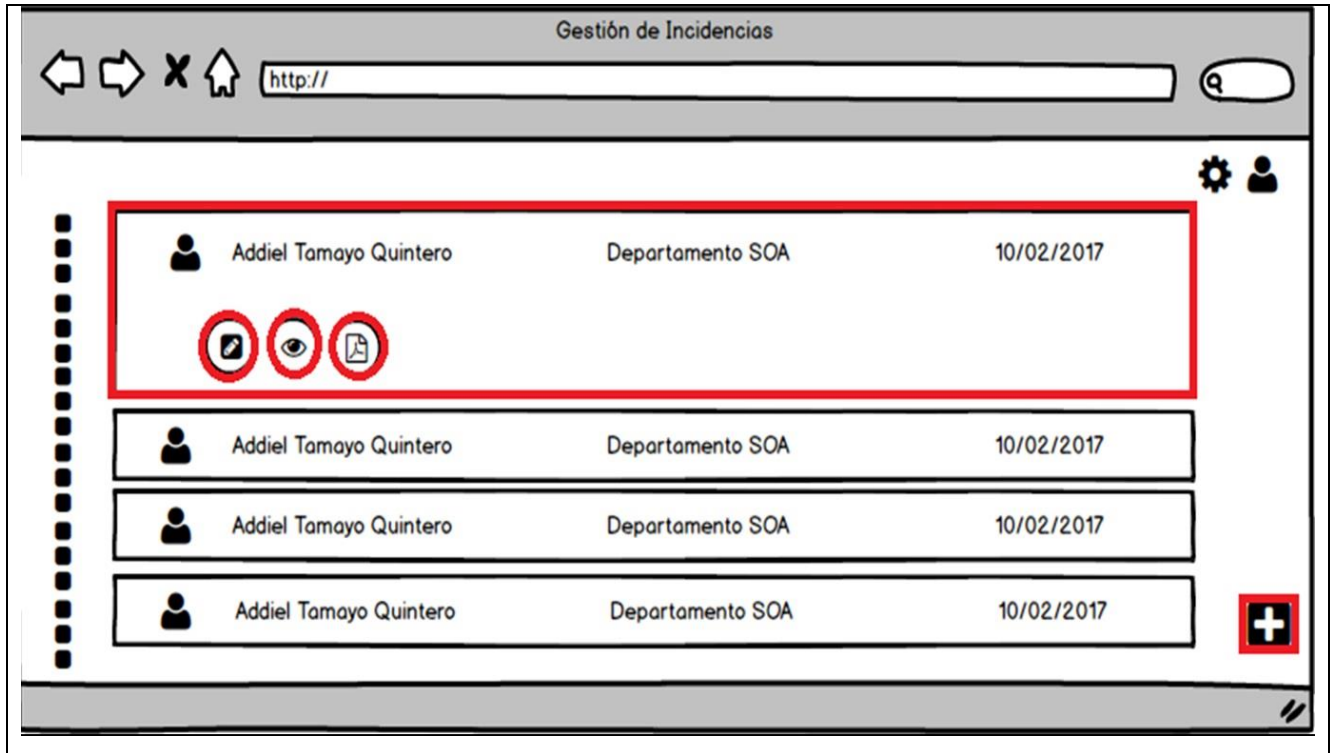 Gestión de Incidencias
http://
Addiel Tamayo Quintero Departamento SOA 10/02/2017
Addiel Tamayo Quintero Departamento SOA 10/02/2017
Addiel Tamayo Quintero Departamento SOA 10/02/2017
Addiel Tamayo Quintero Departamento SOA 10/02/2017